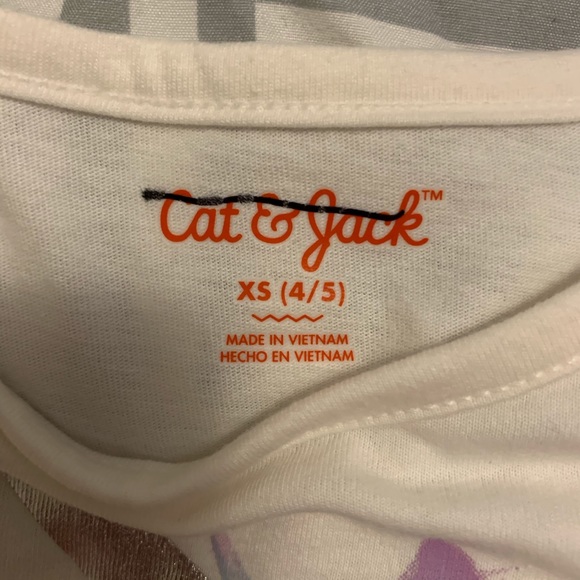 Cat & Jack™
XS (4/5)
MADE IN VIETNAM
HECHO EN VIETNAM